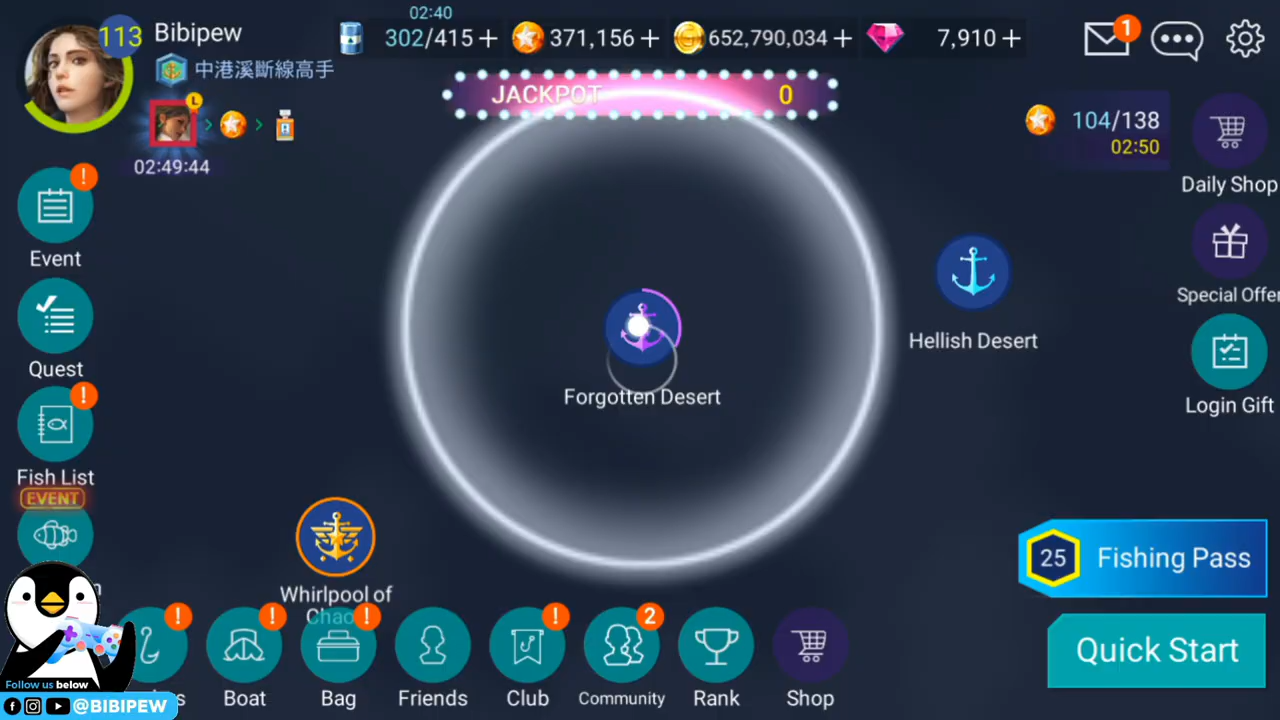 113 Bibipew
中港溪斷線高手
L
02:49:44
02:40
302/415 +
371,156 +
652,790,034 +
7,910 +
1
JACKPOT 0
104/138
02:50
Daily Shop
Special Offer
Login Gift
!
Event
Quest
!
Fish List
EVENT
Hellish Desert
Forgotten Desert
Whirlpool of
Chao
25 Fishing Pass
Quick Start
!
!
Boat
!
Bag
Friends
!
Club
2
Community
Rank
Shop
Follow us below
@BIBIPEW